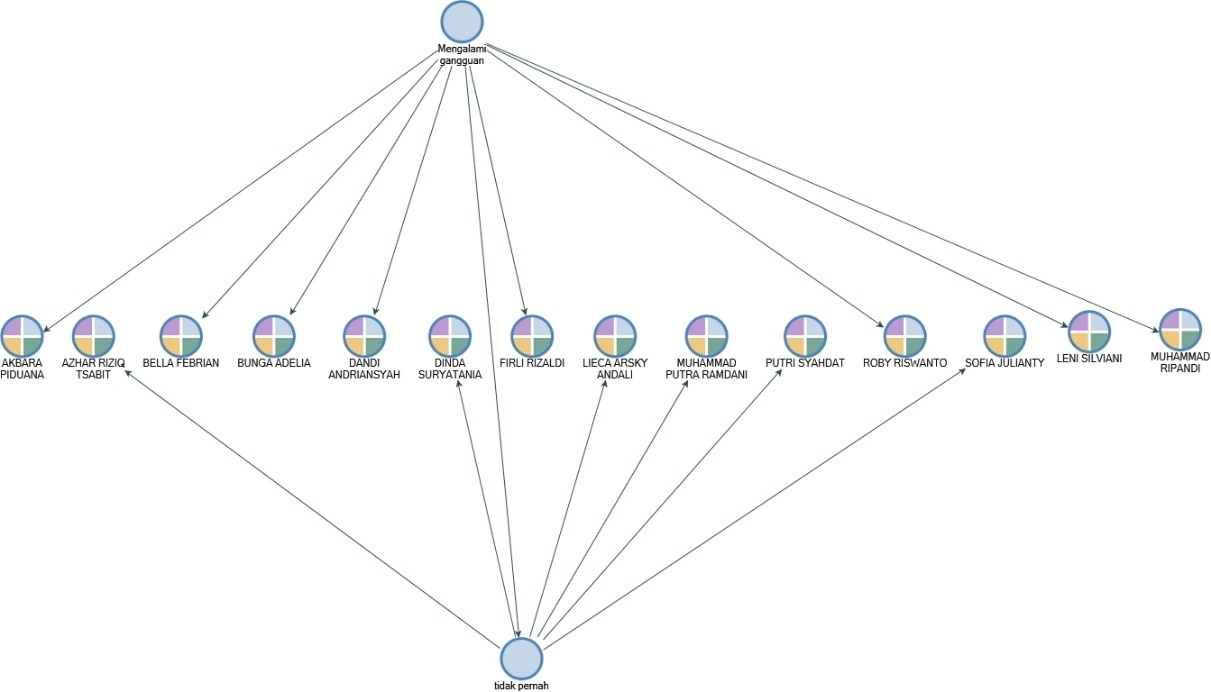 Mengalami
gangguan
AKBARA
PIDUANA
AZHAR RIZIQ
TSABIT
BELLA FEBRIAN
BUNGA ADELIA
DANDI
ANDRIANSYAH
DINDA
SURYATANIA
FIRLI RIZALDI
LIECA ARSKY
ANDALI
MUHAMMAD
PUTRA RAMDANI
PUTRI SYAHDAT
ROBY RISWANTO
SOFIA JULIANTY
LENI SILVIANI
MUHAMMAD
RIPANDI
tidak pernah